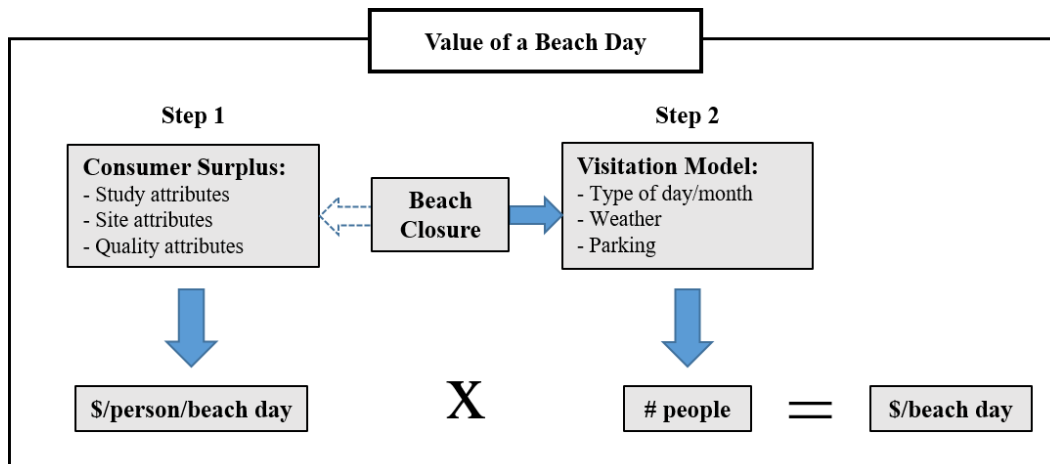 Value of a Beach Day
Step 1
Step 2
Consumer Surplus:
- Study attributes
- Site attributes
- Quality attributes
Beach
Closure
Visitation Model:
- Type of day/month
- Weather
- Parking
$/person/beach day
X
# people
=
$/beach day